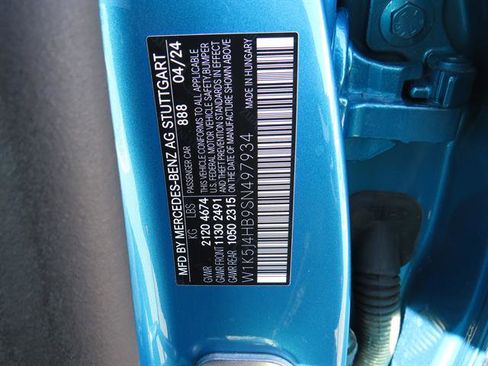 MFD BY MERCEDES-BENZ AG STUTTGART
PASSENGER CAR 888 04/24
KG LBS
GVWR 2120 4674
GAWR FRONT 1130 2491
GAWR REAR 1050 2315
THIS VEHICLE CONFORMS TO ALL APPLICABLE
U.S. FEDERAL MOTOR VEHICLE SAFETY, BUMPER
AND THEFT PREVENTION STANDARDS IN EFFECT
ON THE DATE OF MANUFACTURE SHOWN ABOVE
MADE IN HUNGARY
W1K5J4HB9SN497934